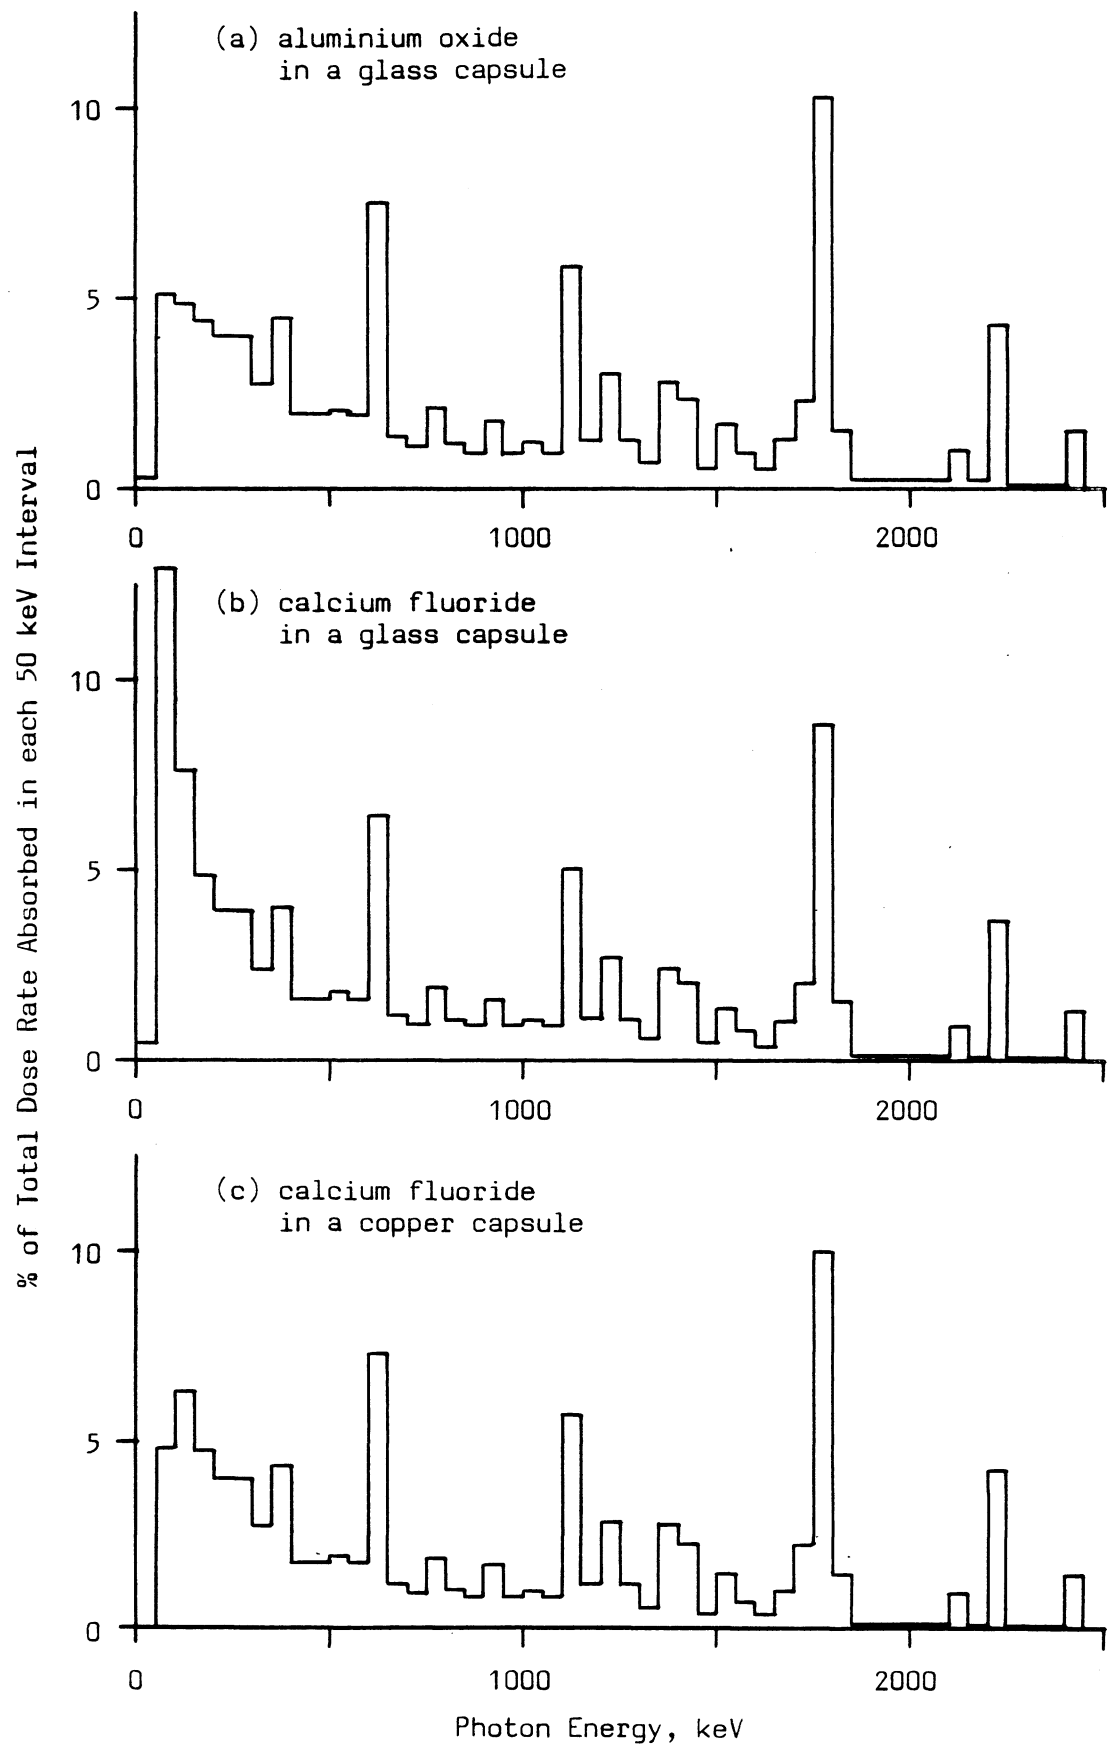 (a) aluminium oxide
in a glass capsule
10
5
0
0 1000 2000
(b) calcium fluoride
in a glass capsule
10
5
0
0 1000 2000
(c) calcium fluoride
in a copper capsule
10
5
0
0 1000 2000
Photon Energy, keV
% of Total Dose Rate Absorbed in each 50 keV Interval